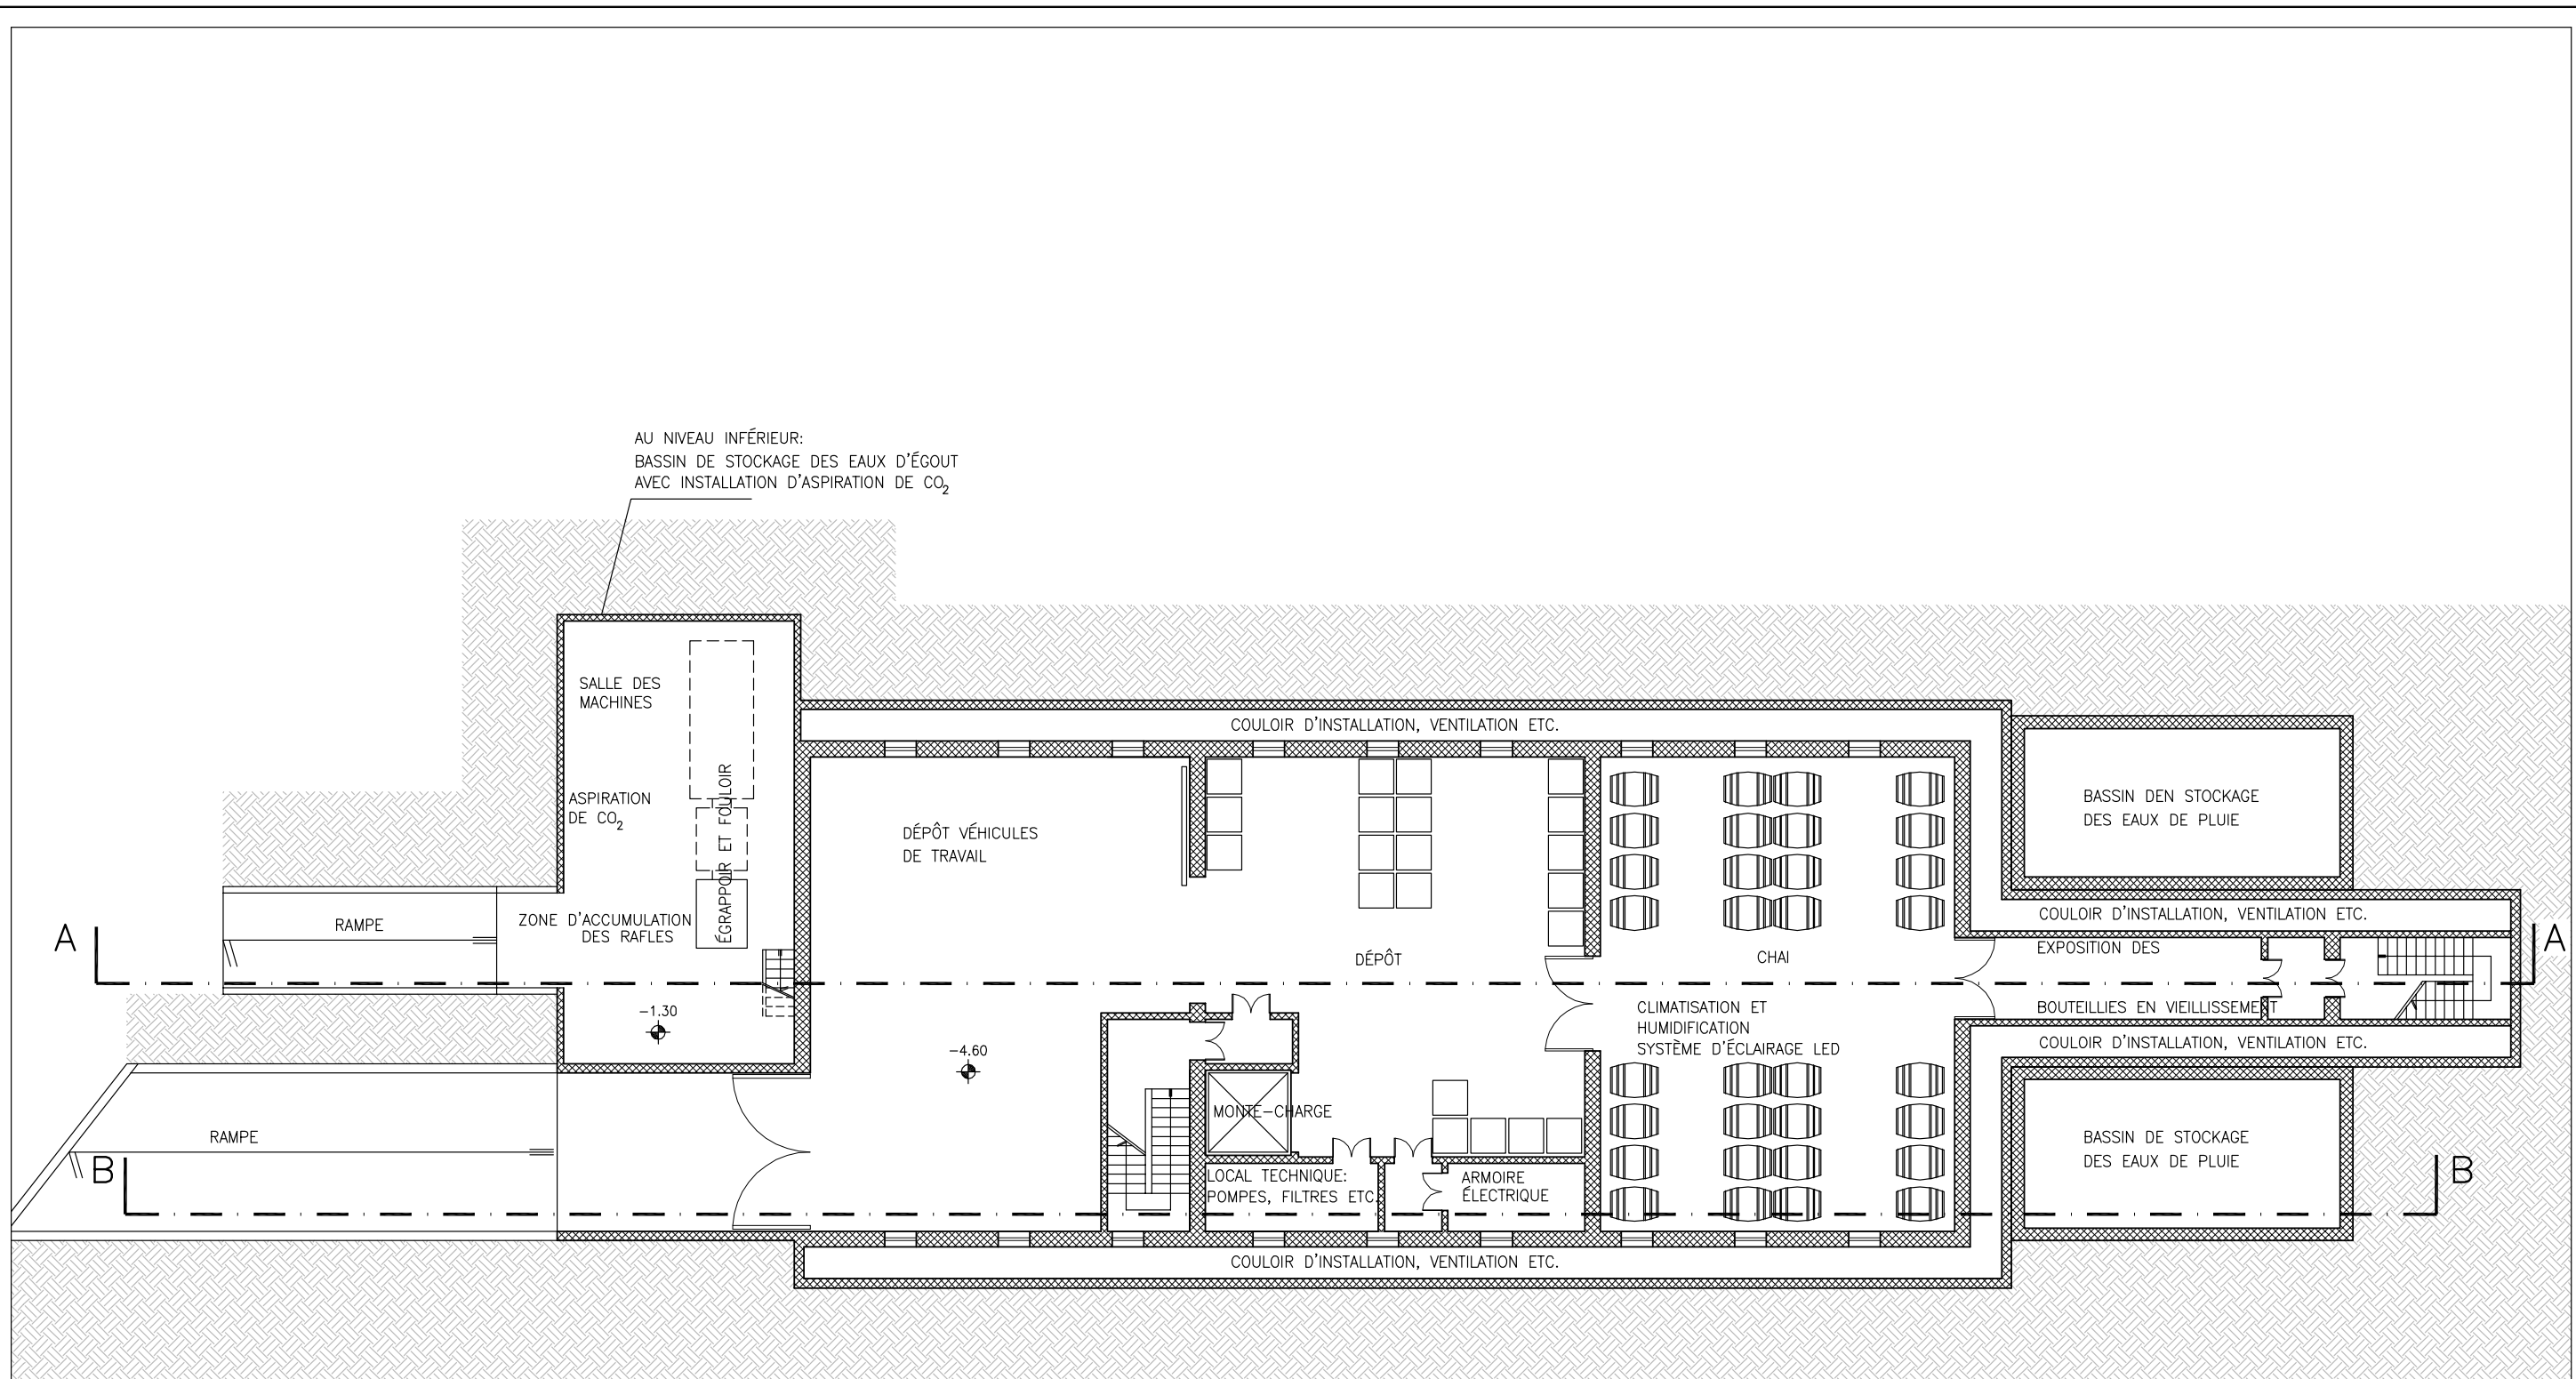 AU NIVEAU INFÉRIEUR:
BASSIN DE STOCKAGE DES EAUX D'ÉGOUT
AVEC INSTALLATION D'ASPIRATION DE CO₂
SALLE DES
MACHINES
ASPIRATION
DE CO₂
ÉGRAPPOIR ET FOULOIR
ZONE D'ACCUMULATION
DES RAFLES
RAMPE
-1.30
RAMPE
A
A
B
B
COULOIR D'INSTALLATION, VENTILATION ETC.
DÉPÔT VÉHICULES
DE TRAVAIL
-4.60
DÉPÔT
MONTE-CHARGE
LOCAL TECHNIQUE:
POMPES, FILTRES ETC.
ARMOIRE
ÉLECTRIQUE
CHAI
CLIMATISATION ET
HUMIDIFICATION
SYSTÈME D'ÉCLAIRAGE LED
BASSIN DEN STOCKAGE
DES EAUX DE PLUIE
COULOIR D'INSTALLATION, VENTILATION ETC.
EXPOSITION DES
BOUTEILLIES EN VIEILLISSEMENT
COULOIR D'INSTALLATION, VENTILATION ETC.
BASSIN DE STOCKAGE
DES EAUX DE PLUIE
COULOIR D'INSTALLATION, VENTILATION ETC.